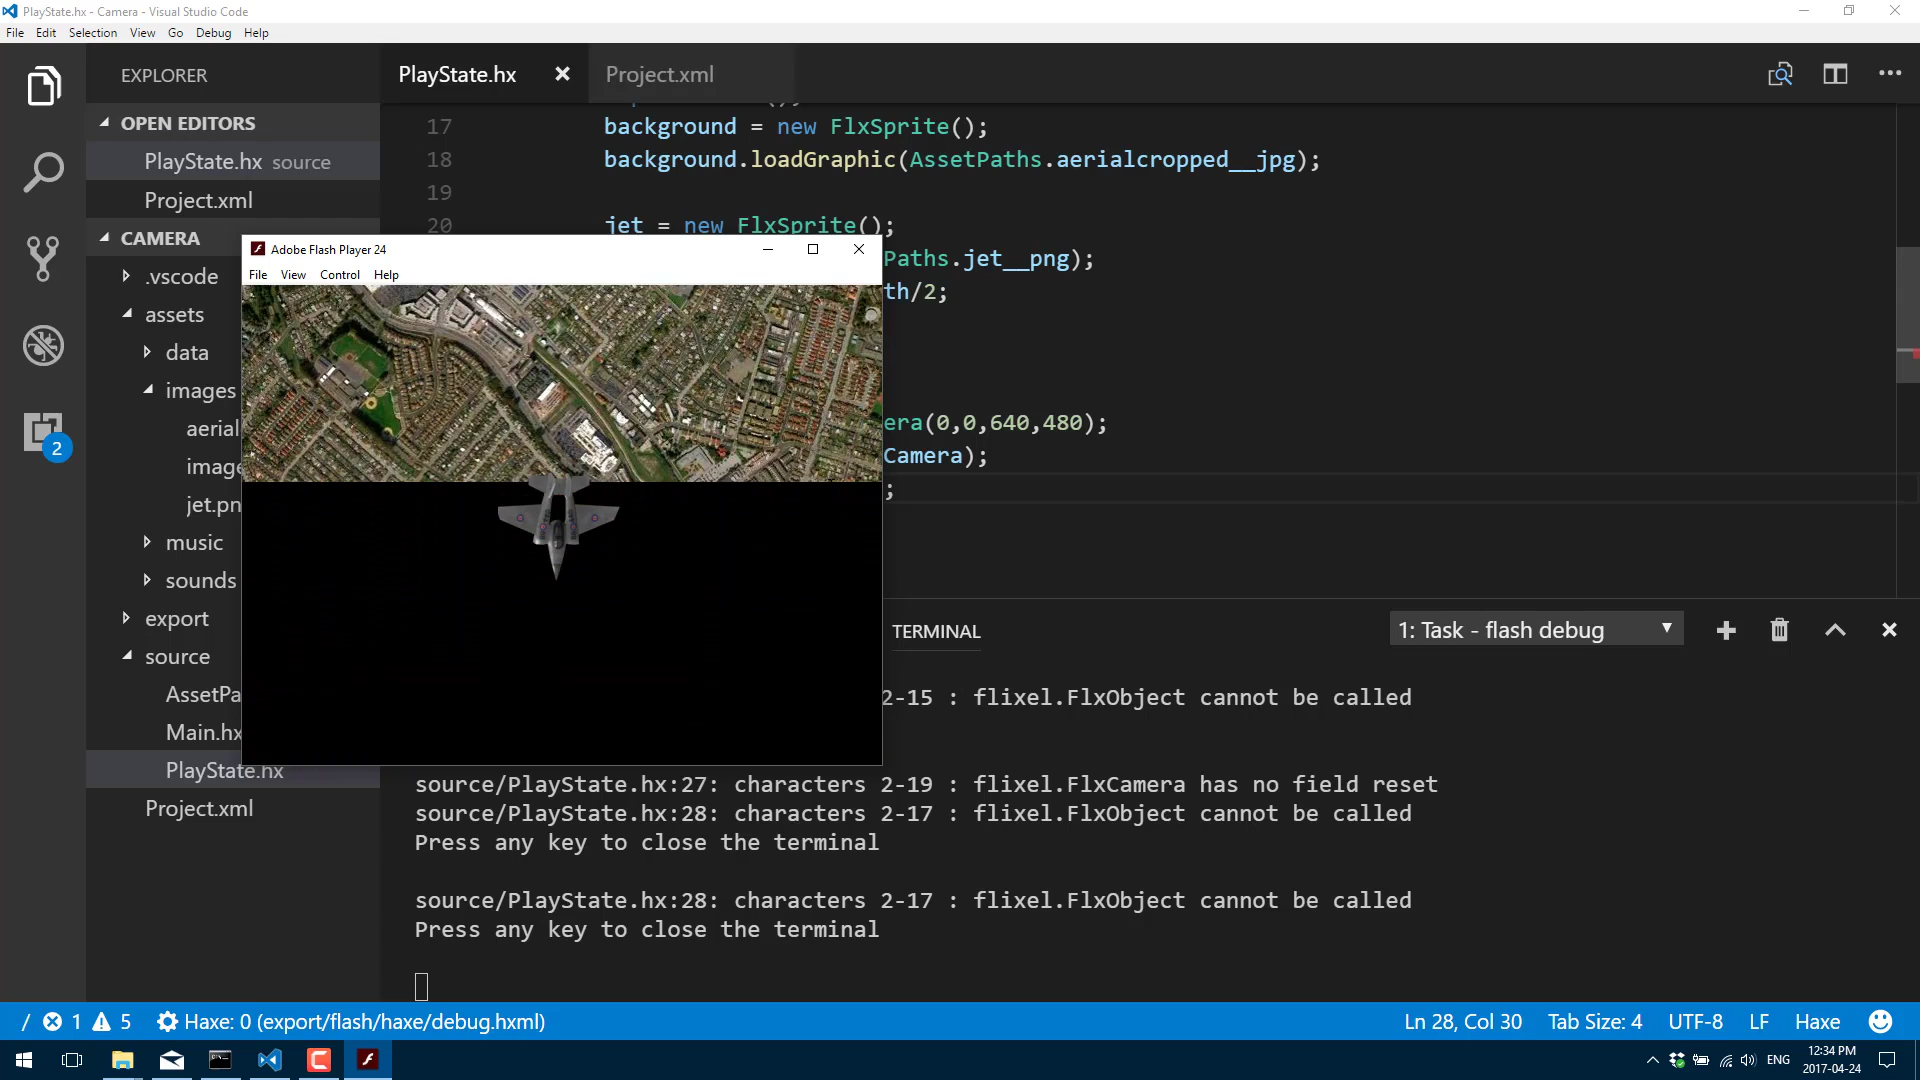 PlayState.hx - Camera - Visual Studio Code
File Edit Selection View Go Debug Help
EXPLORER
OPEN EDITORS
PlayState.hx source
Project.xml
CAMERA
.vscode
assets
data
images
aerial
image
jet.pn
music
sounds
export
source
AssetPa
Main.hx
PlayState.hx
Project.xml
PlayState.hx
Project.xml
17 background = new FlxSprite();
18 background.loadGraphic(AssetPaths.aerialcropped__jpg);
19
20 jet = new FlxSprite();
Paths.jet__png);
th/2;
era(0,0,640,480);
Camera);
;
Adobe Flash Player 24
File View Control Help
TERMINAL
1: Task - flash debug
2-15 : flixel.FlxObject cannot be called
source/PlayState.hx:27: characters 2-19 : flixel.FlxCamera has no field reset
source/PlayState.hx:28: characters 2-17 : flixel.FlxObject cannot be called
Press any key to close the terminal
source/PlayState.hx:28: characters 2-17 : flixel.FlxObject cannot be called
Press any key to close the terminal
2
/ 1 5 Haxe: 0 (export/flash/haxe/debug.hxml)
Ln 28, Col 30 Tab Size: 4 UTF-8 LF Haxe
ENG
12:34 PM
2017-04-24